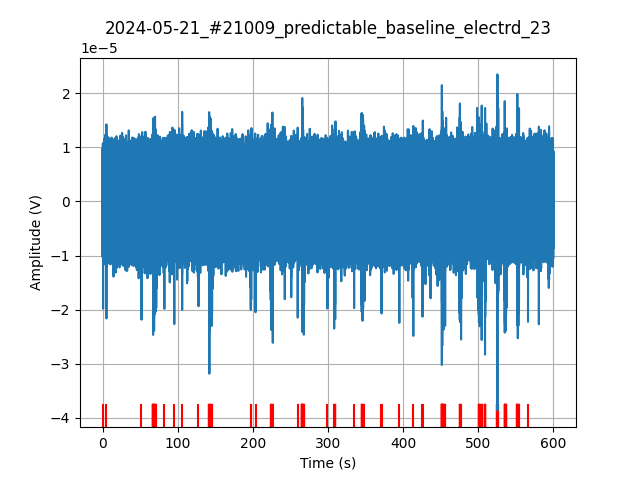 2024-05-21_#21009_predictable_baseline_electrd_23
1e−5
2
1
0
−1
−2
−3
−4
Amplitude (V)
0 100 200 300 400 500 600
Time (s)